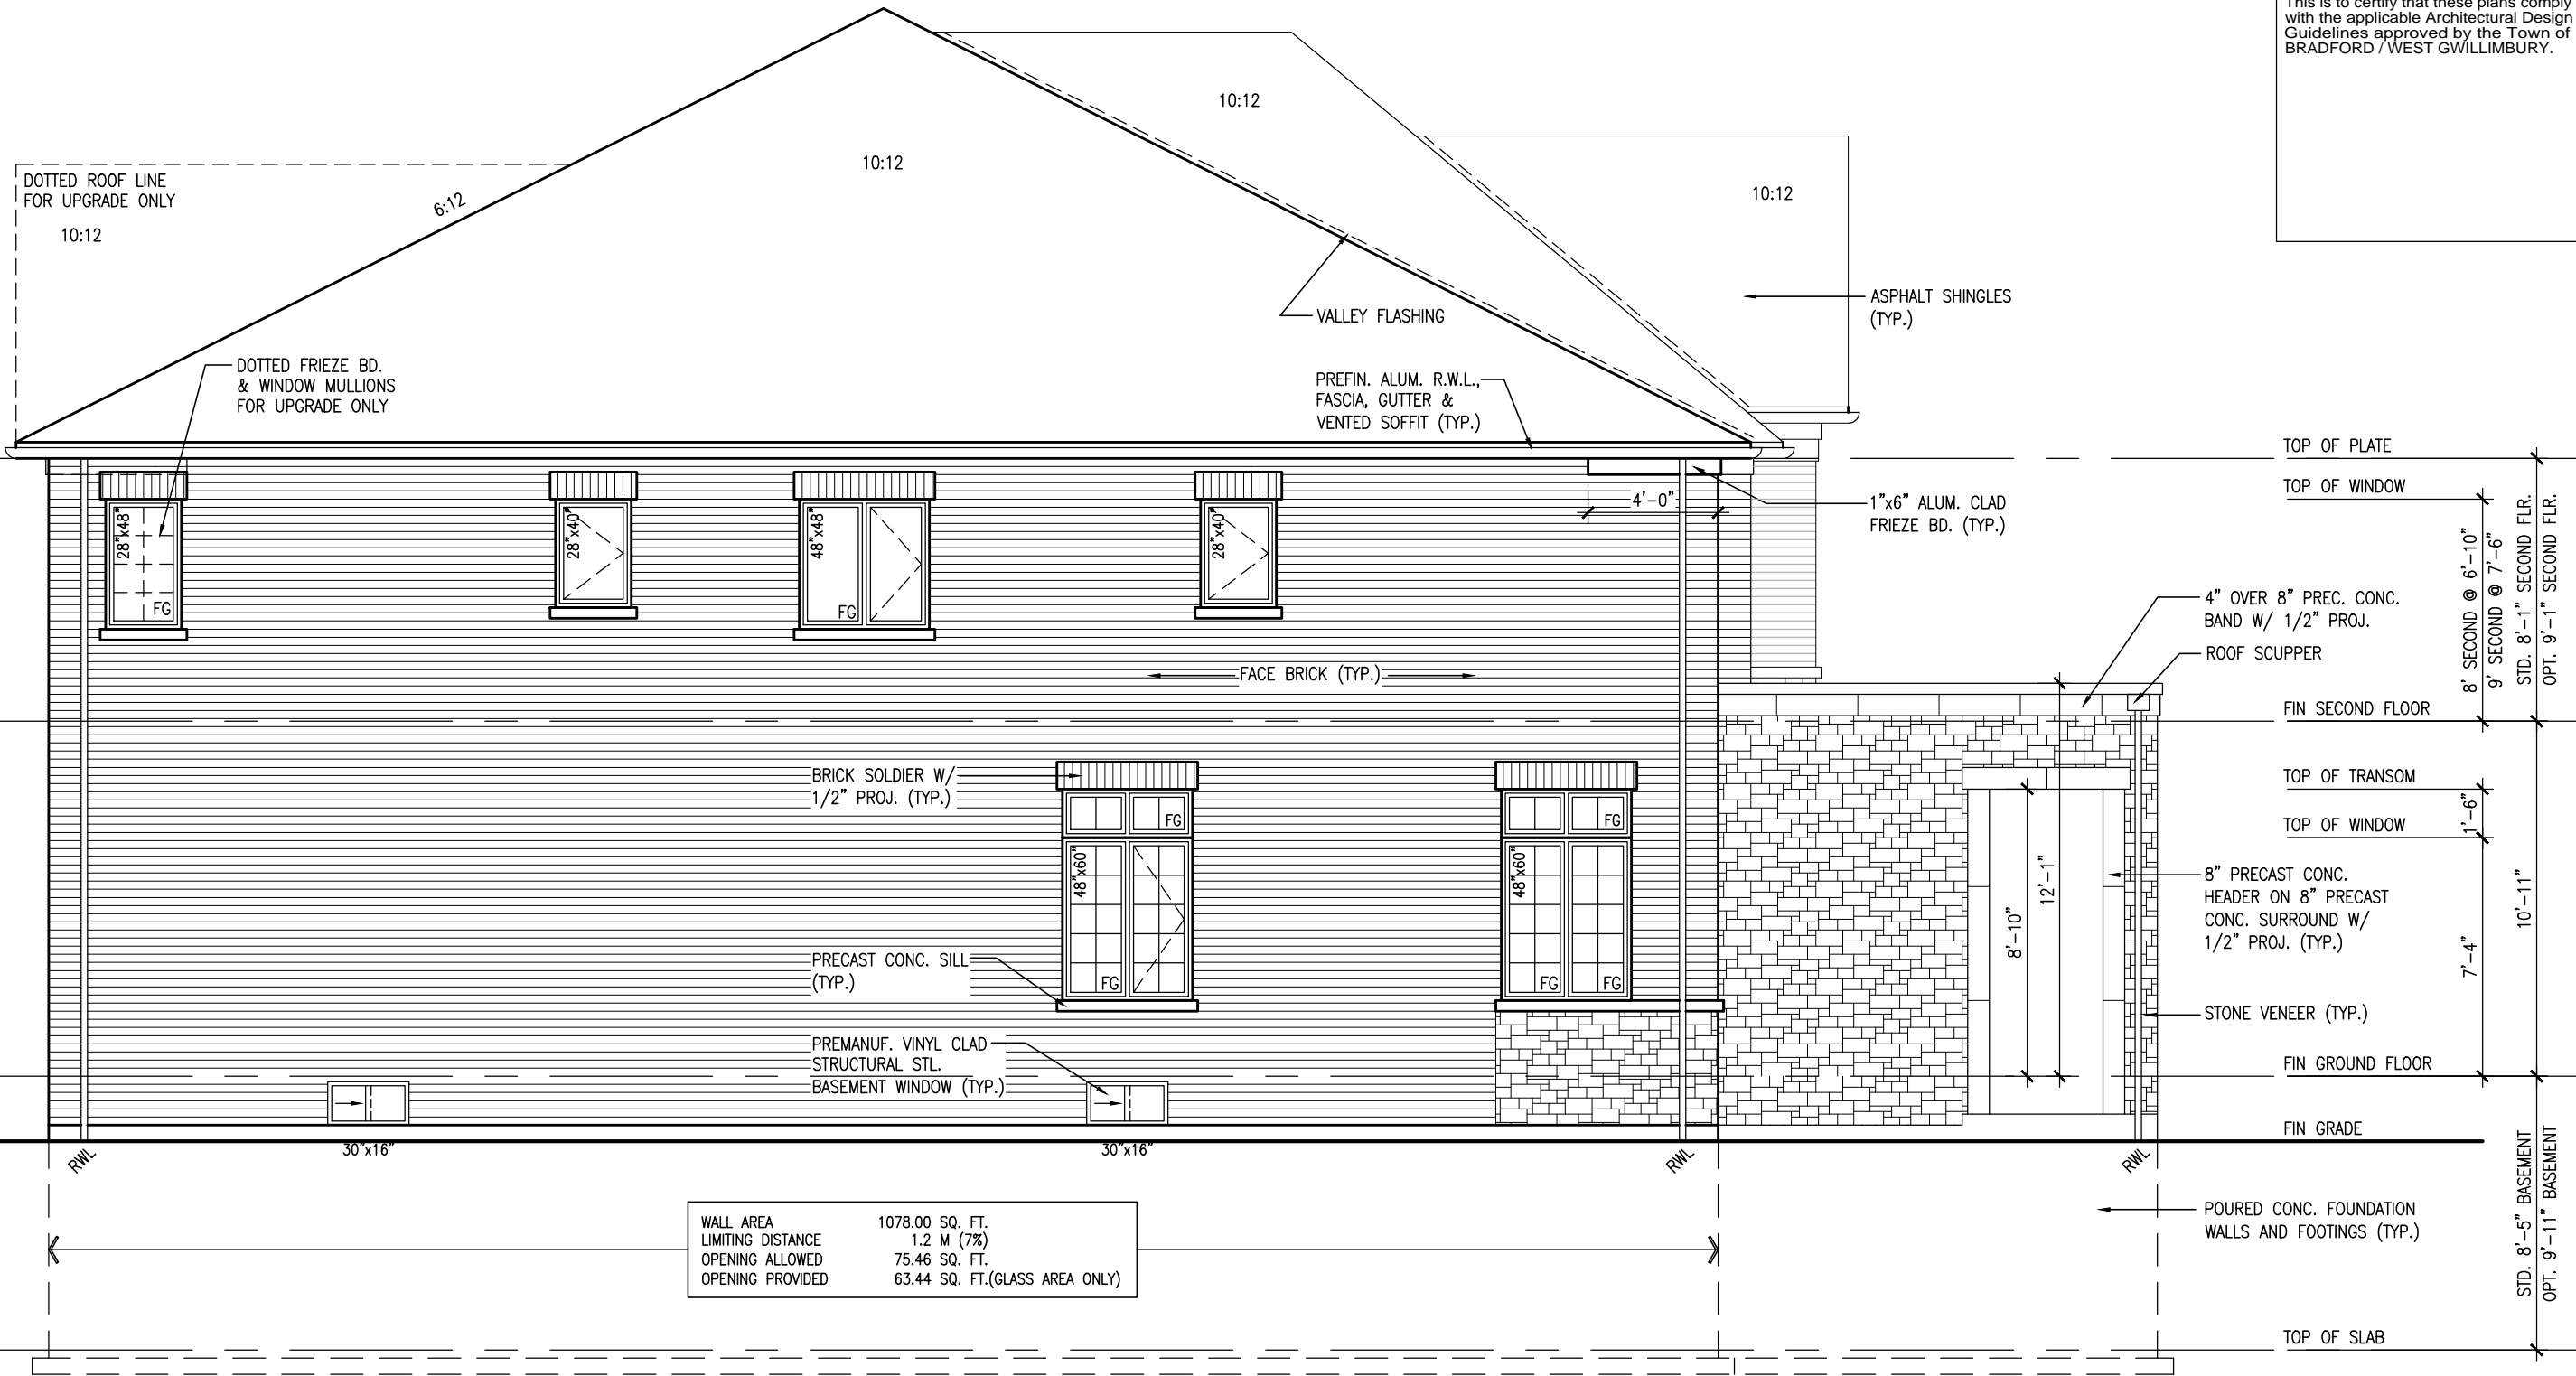 This is to certify that these plans comply
with the applicable Architectural Design
Guidelines approved by the Town of
BRADFORD / WEST GWILLIMBURY.
10:12
10:12
10:12
DOTTED ROOF LINE
FOR UPGRADE ONLY
10:12
6:12
VALLEY FLASHING
ASPHALT SHINGLES
(TYP.)
DOTTED FRIEZE BD.
& WINDOW MULLIONS
FOR UPGRADE ONLY
PREFIN. ALUM. R.W.L.,
FASCIA, GUTTER &
VENTED SOFFIT (TYP.)
TOP OF PLATE
TOP OF WINDOW
4'-0"
1"x6" ALUM. CLAD
FRIEZE BD. (TYP.)
28"x48"
FG
28"x40"
48"x48"
FG
28"x40"
8' SECOND @ 6'-10"
9' SECOND @ 7'-6"
STD. 8'-1" SECOND FLR.
OPT. 9'-1" SECOND FLR.
4" OVER 8" PREC. CONC.
BAND W/ 1/2" PROJ.
ROOF SCUPPER
FACE BRICK (TYP.)
FIN SECOND FLOOR
BRICK SOLDIER W/
1/2" PROJ. (TYP.)
TOP OF TRANSOM
1'-6"
TOP OF WINDOW
FG
FG
48"x60"
FG
48"x60"
FG
FG
8'-10"
12'-1"
8" PRECAST CONC.
HEADER ON 8" PRECAST
CONC. SURROUND W/
1/2" PROJ. (TYP.)
7'-4"
10'-11"
PRECAST CONC. SILL
(TYP.)
STONE VENEER (TYP.)
PREMANUF. VINYL CLAD
STRUCTURAL STL.
BASEMENT WINDOW (TYP.)
FIN GROUND FLOOR
FIN GRADE
RWL
30"x16"
30"x16"
RWL
RWL
STD. 8'-5" BASEMENT
OPT. 9'-11" BASEMENT
POURED CONC. FOUNDATION
WALLS AND FOOTINGS (TYP.)
WALL AREA 1078.00 SQ. FT.
LIMITING DISTANCE 1.2 M (7%)
OPENING ALLOWED 75.46 SQ. FT.
OPENING PROVIDED 63.44 SQ. FT.(GLASS AREA ONLY)
TOP OF SLAB